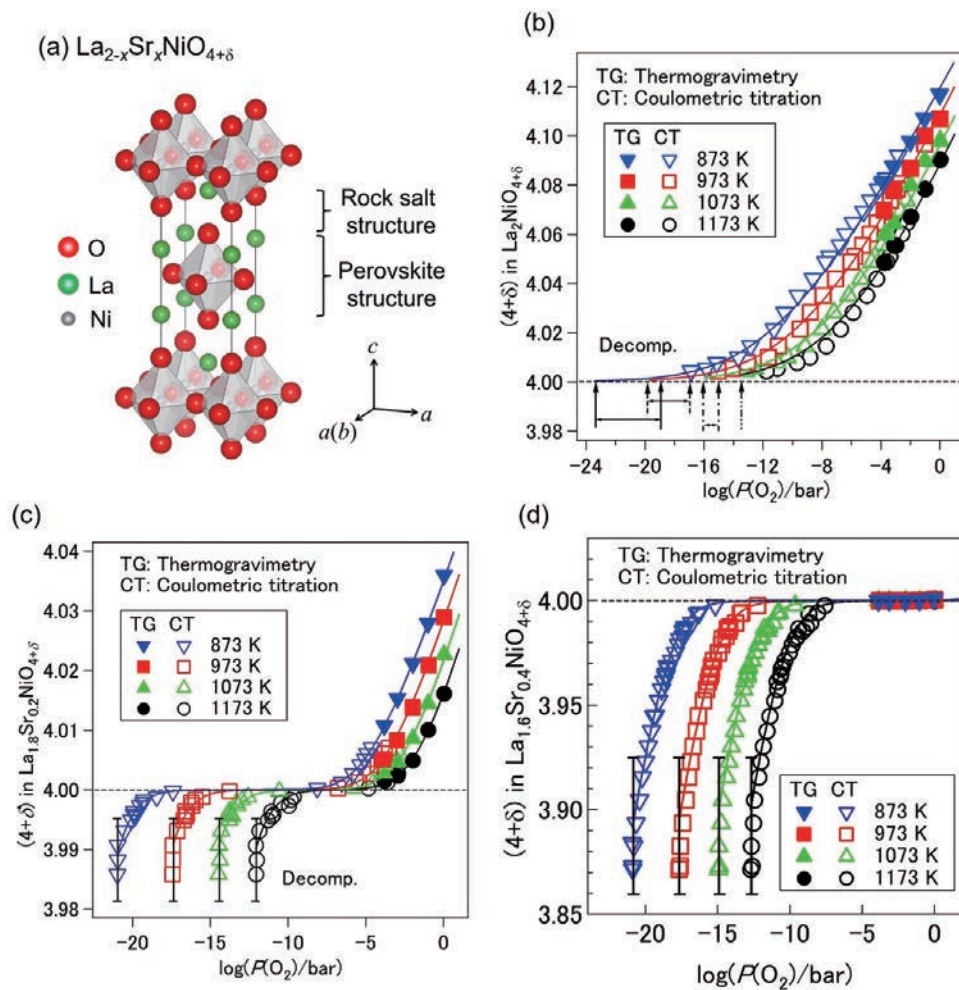 (a) La2-xSrxNiO4+δ
Rock salt
structure
Perovskite
structure
O
La
Ni
c
a
a(b)
(b)
TG: Thermogravimetry
CT: Coulometric titration
TG CT
873 K
973 K
1073 K
1173 K
Decomp.
(4+δ) in La2NiO4+δ
4.12
4.10
4.08
4.06
4.04
4.02
4.00
3.98
-24 -20 -16 -12 -8 -4 0
log(P(O2)/bar)
(c)
TG: Thermogravimetry
CT: Coulometric titration
TG CT
873 K
973 K
1073 K
1173 K
Decomp.
(4+δ) in La1.8Sr0.2NiO4+δ
4.04
4.03
4.02
4.01
4.00
3.99
3.98
-20 -15 -10 -5 0
log(P(O2)/bar)
(d)
TG: Thermogravimetry
CT: Coulometric titration
TG CT
873 K
973 K
1073 K
1173 K
(4+δ) in La1.6Sr0.4NiO4+δ
4.00
3.95
3.90
3.85
-20 -15 -10 -5 0
log(P(O2)/bar)